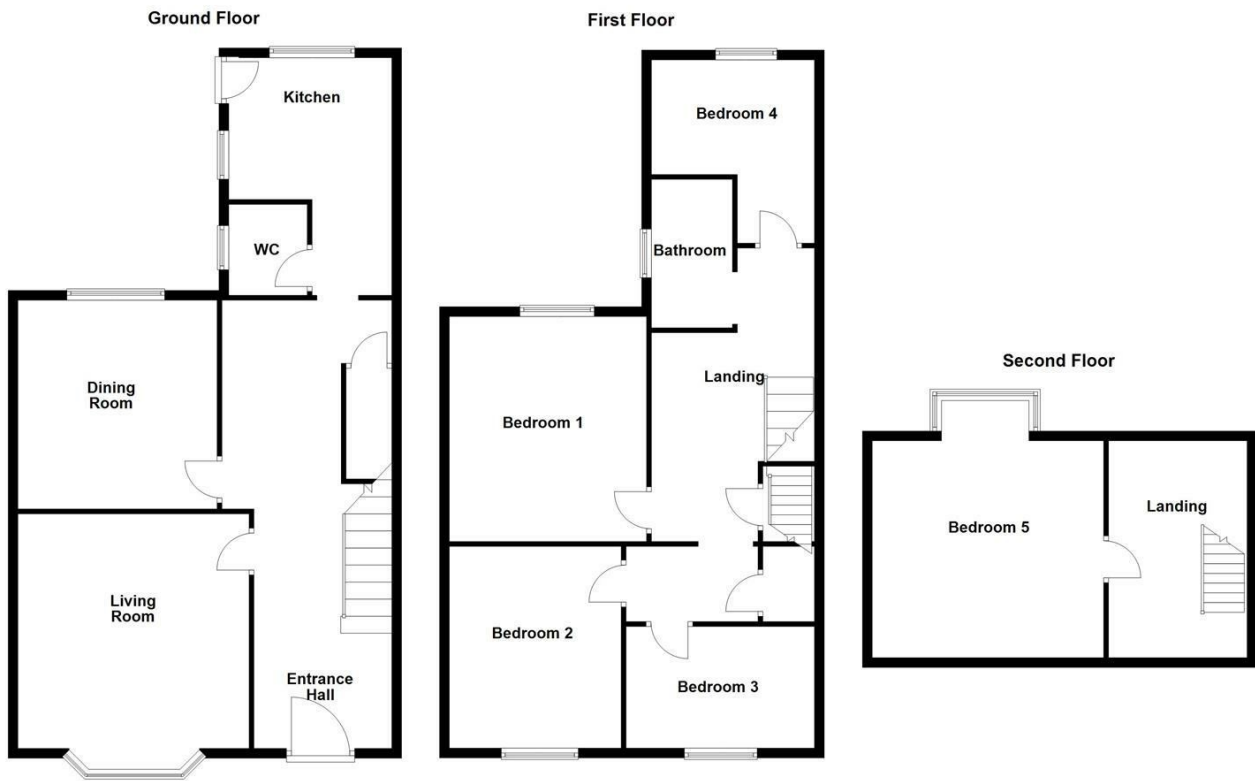 Ground Floor
Kitchen
WC
Dining
Room
Living
Room
Entrance
Hall
First Floor
Bedroom 4
Bathroom
Landing
Bedroom 1
Bedroom 2
Bedroom 3
Second Floor
Bedroom 5
Landing